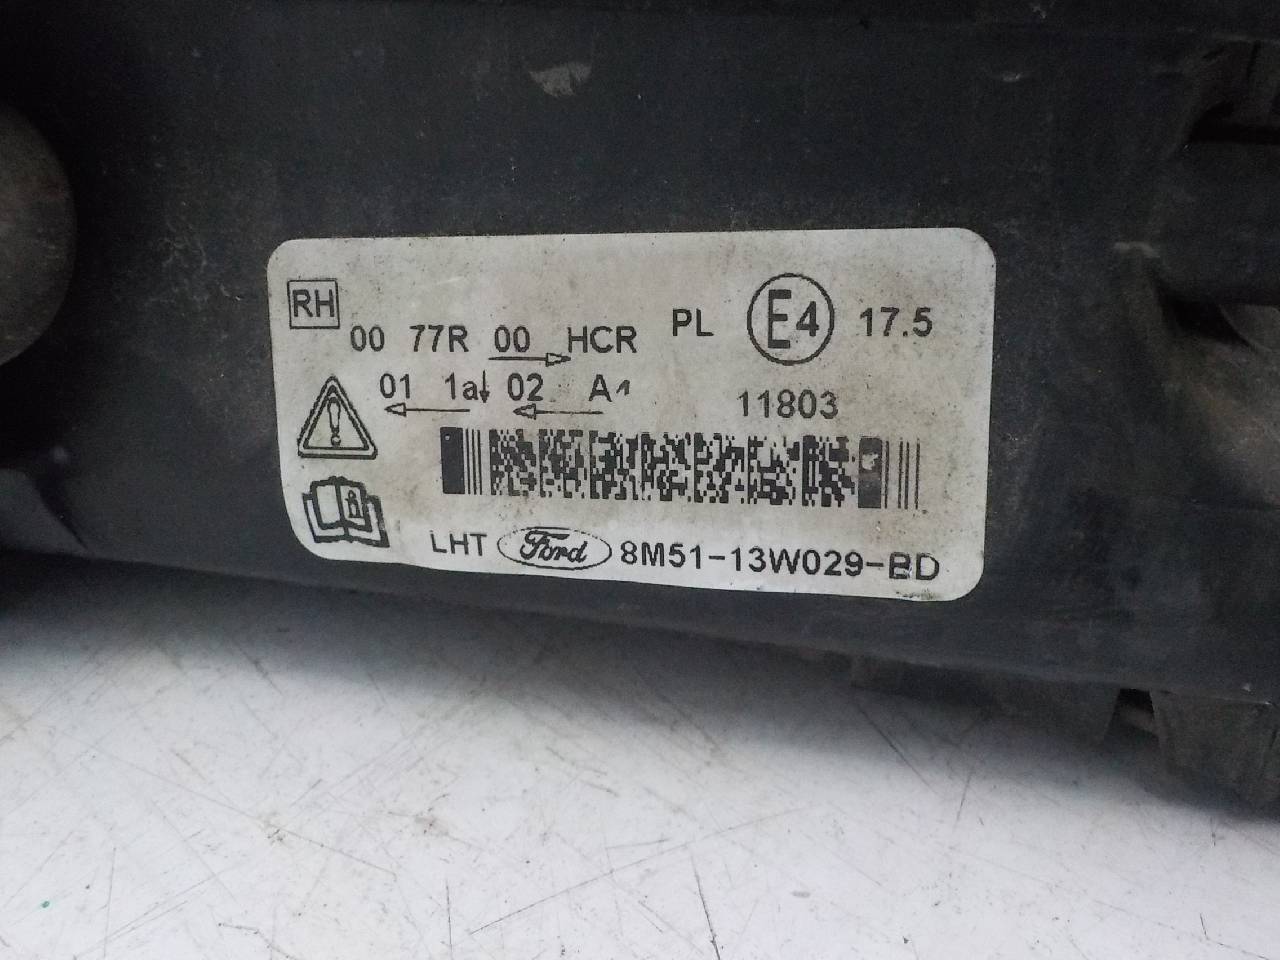 RH
00 77R 00 HCR PL E4 17.5
01 1a 02 A 11803
LHT Ford 8M51-13W029-BD